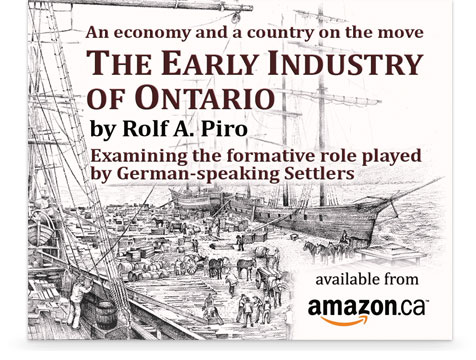 An economy and a country on the move
THE EARLY INDUSTRY
OF ONTARIO
by Rolf A. Piro
Examining the formative role played
by German-speaking Settlers
available from
amazon.ca™